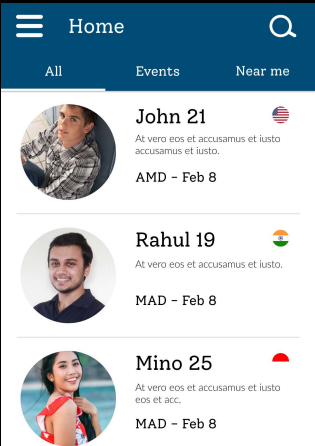 Home
All Events Near me
John 21
At vero eos et accusamus et iusto
accusamus et iusto.
AMD - Feb 8
Rahul 19
At vero eos et accusamus et iusto.
MAD - Feb 8
Mino 25
At vero eos et accusamus et iusto
eos et acc.
MAD - Feb 8